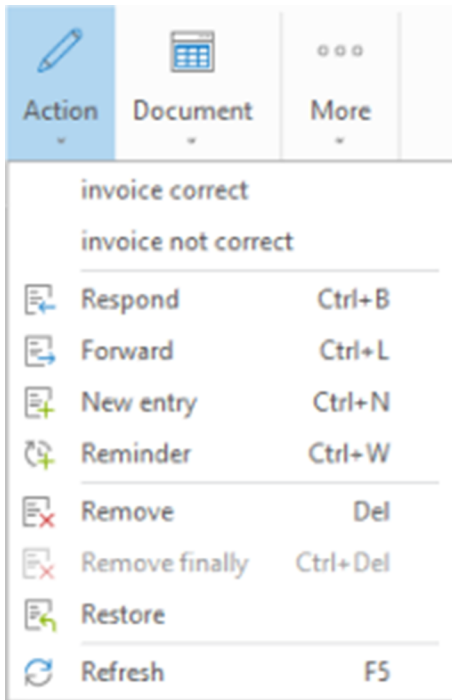 Action Document More
invoice correct
invoice not correct
Respond Ctrl+B
Forward Ctrl+L
New entry Ctrl+N
Reminder Ctrl+W
Remove Del
Remove finally Ctrl+Del
Restore
Refresh F5